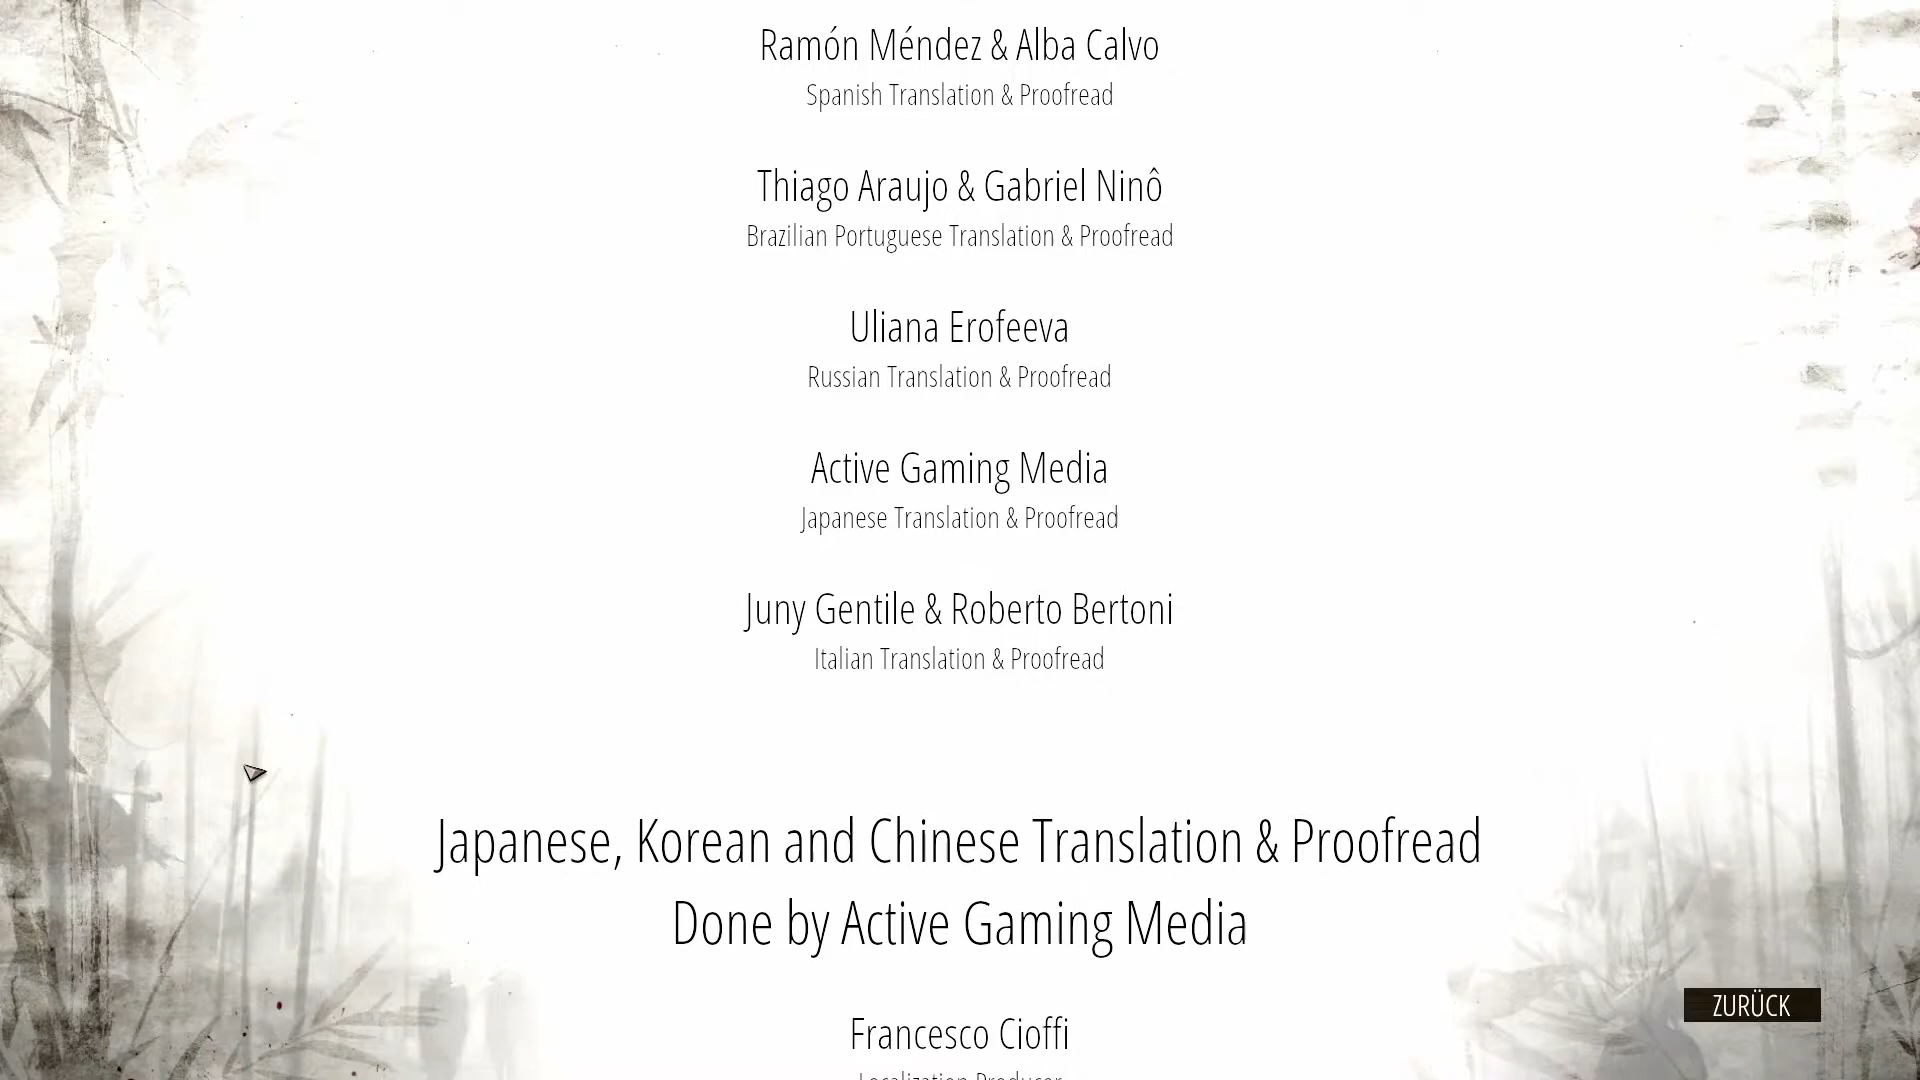 Ramón Méndez & Alba Calvo
Spanish Translation & Proofread
Thiago Araujo & Gabriel Ninô
Brazilian Portuguese Translation & Proofread
Uliana Erofeeva
Russian Translation & Proofread
Active Gaming Media
Japanese Translation & Proofread
Juny Gentile & Roberto Bertoni
Italian Translation & Proofread
Japanese, Korean and Chinese Translation & Proofread
Done by Active Gaming Media
Francesco Cioffi
Localization Producer
ZURÜCK